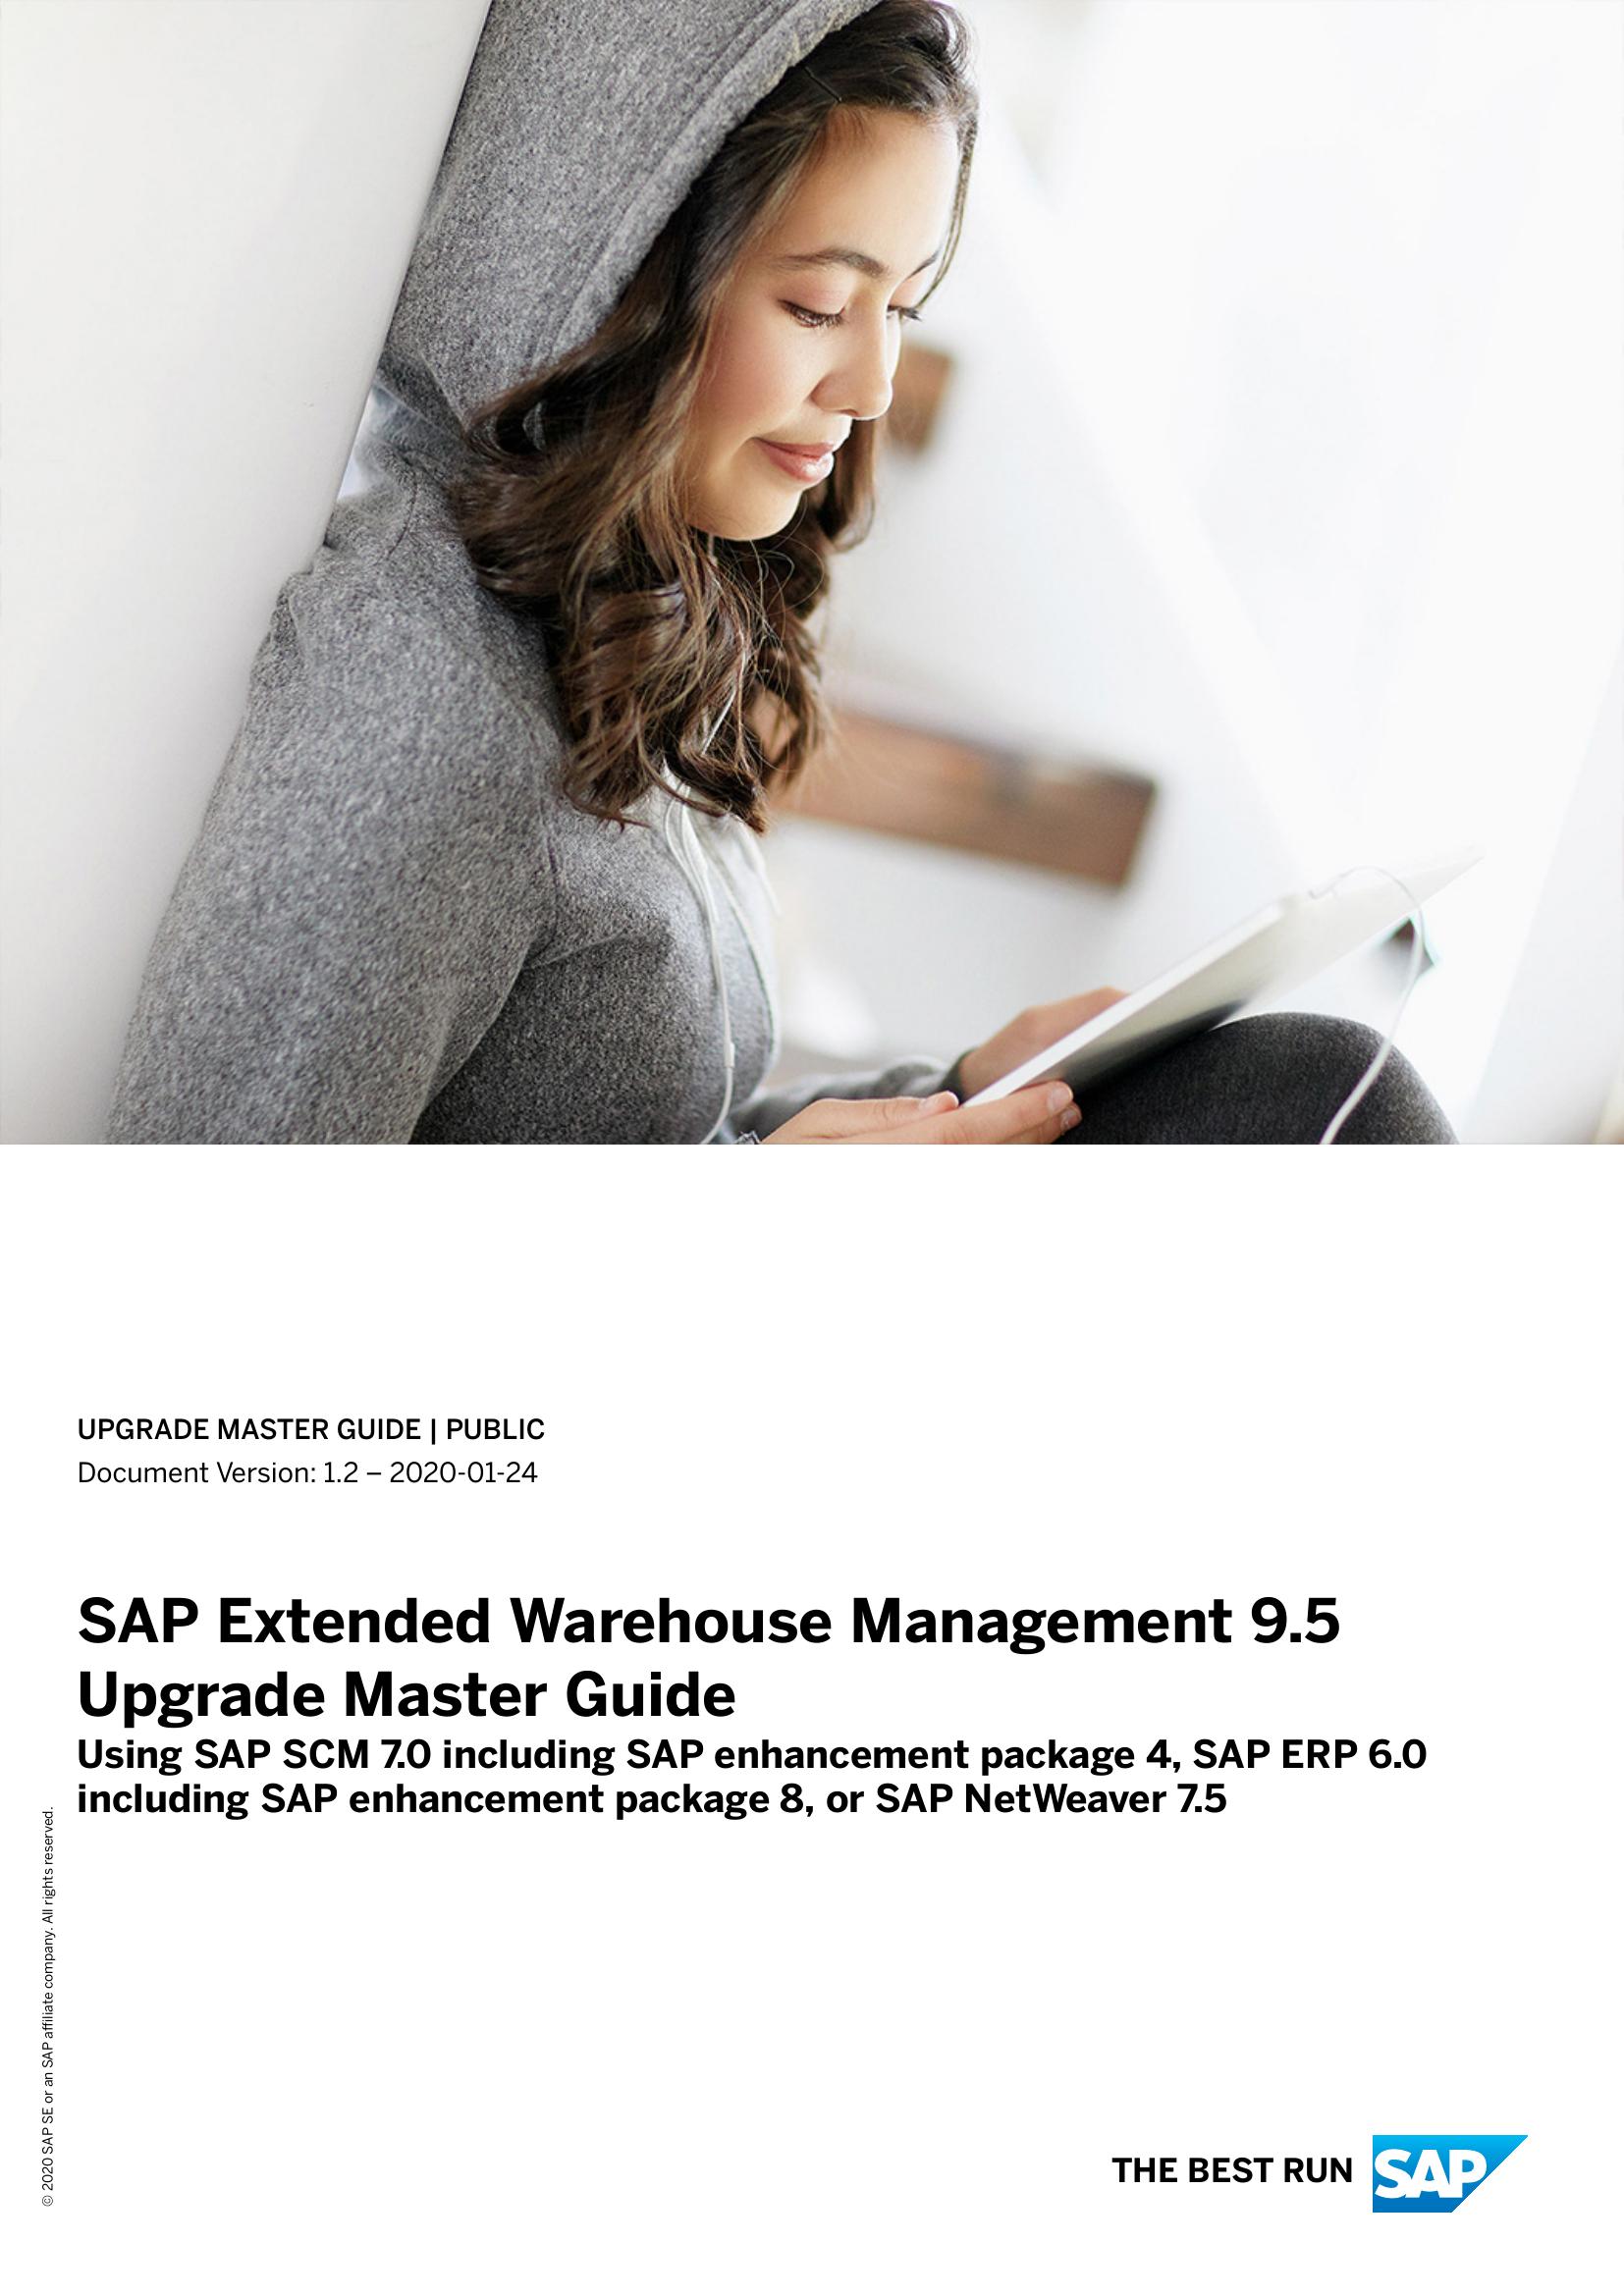 UPGRADE MASTER GUIDE | PUBLIC
Document Version: 1.2 – 2020-01-24
SAP Extended Warehouse Management 9.5
Upgrade Master Guide
Using SAP SCM 7.0 including SAP enhancement package 4, SAP ERP 6.0
including SAP enhancement package 8, or SAP NetWeaver 7.5
© 2020 SAP SE or an SAP affiliate company. All rights reserved.
THE BEST RUN SAP